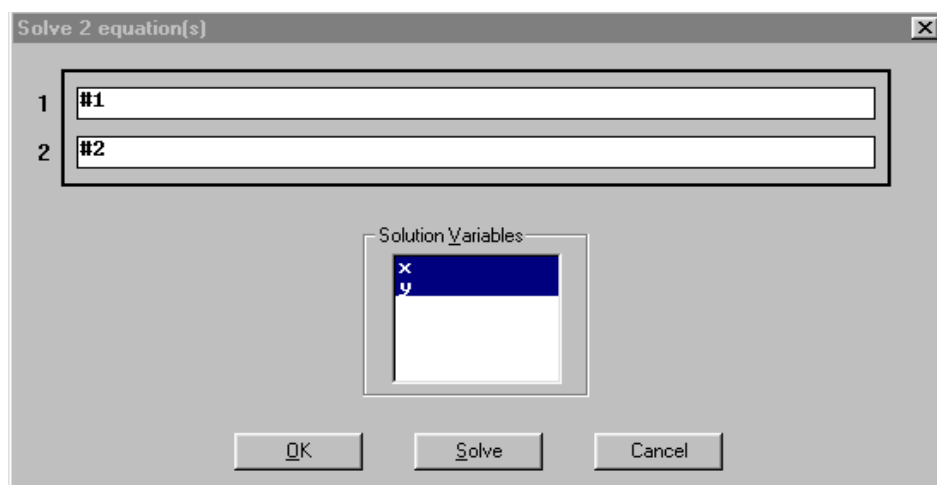 Solve 2 equation(s)
1 #1
2 #2
Solution Variables
x
y
OK Solve Cancel